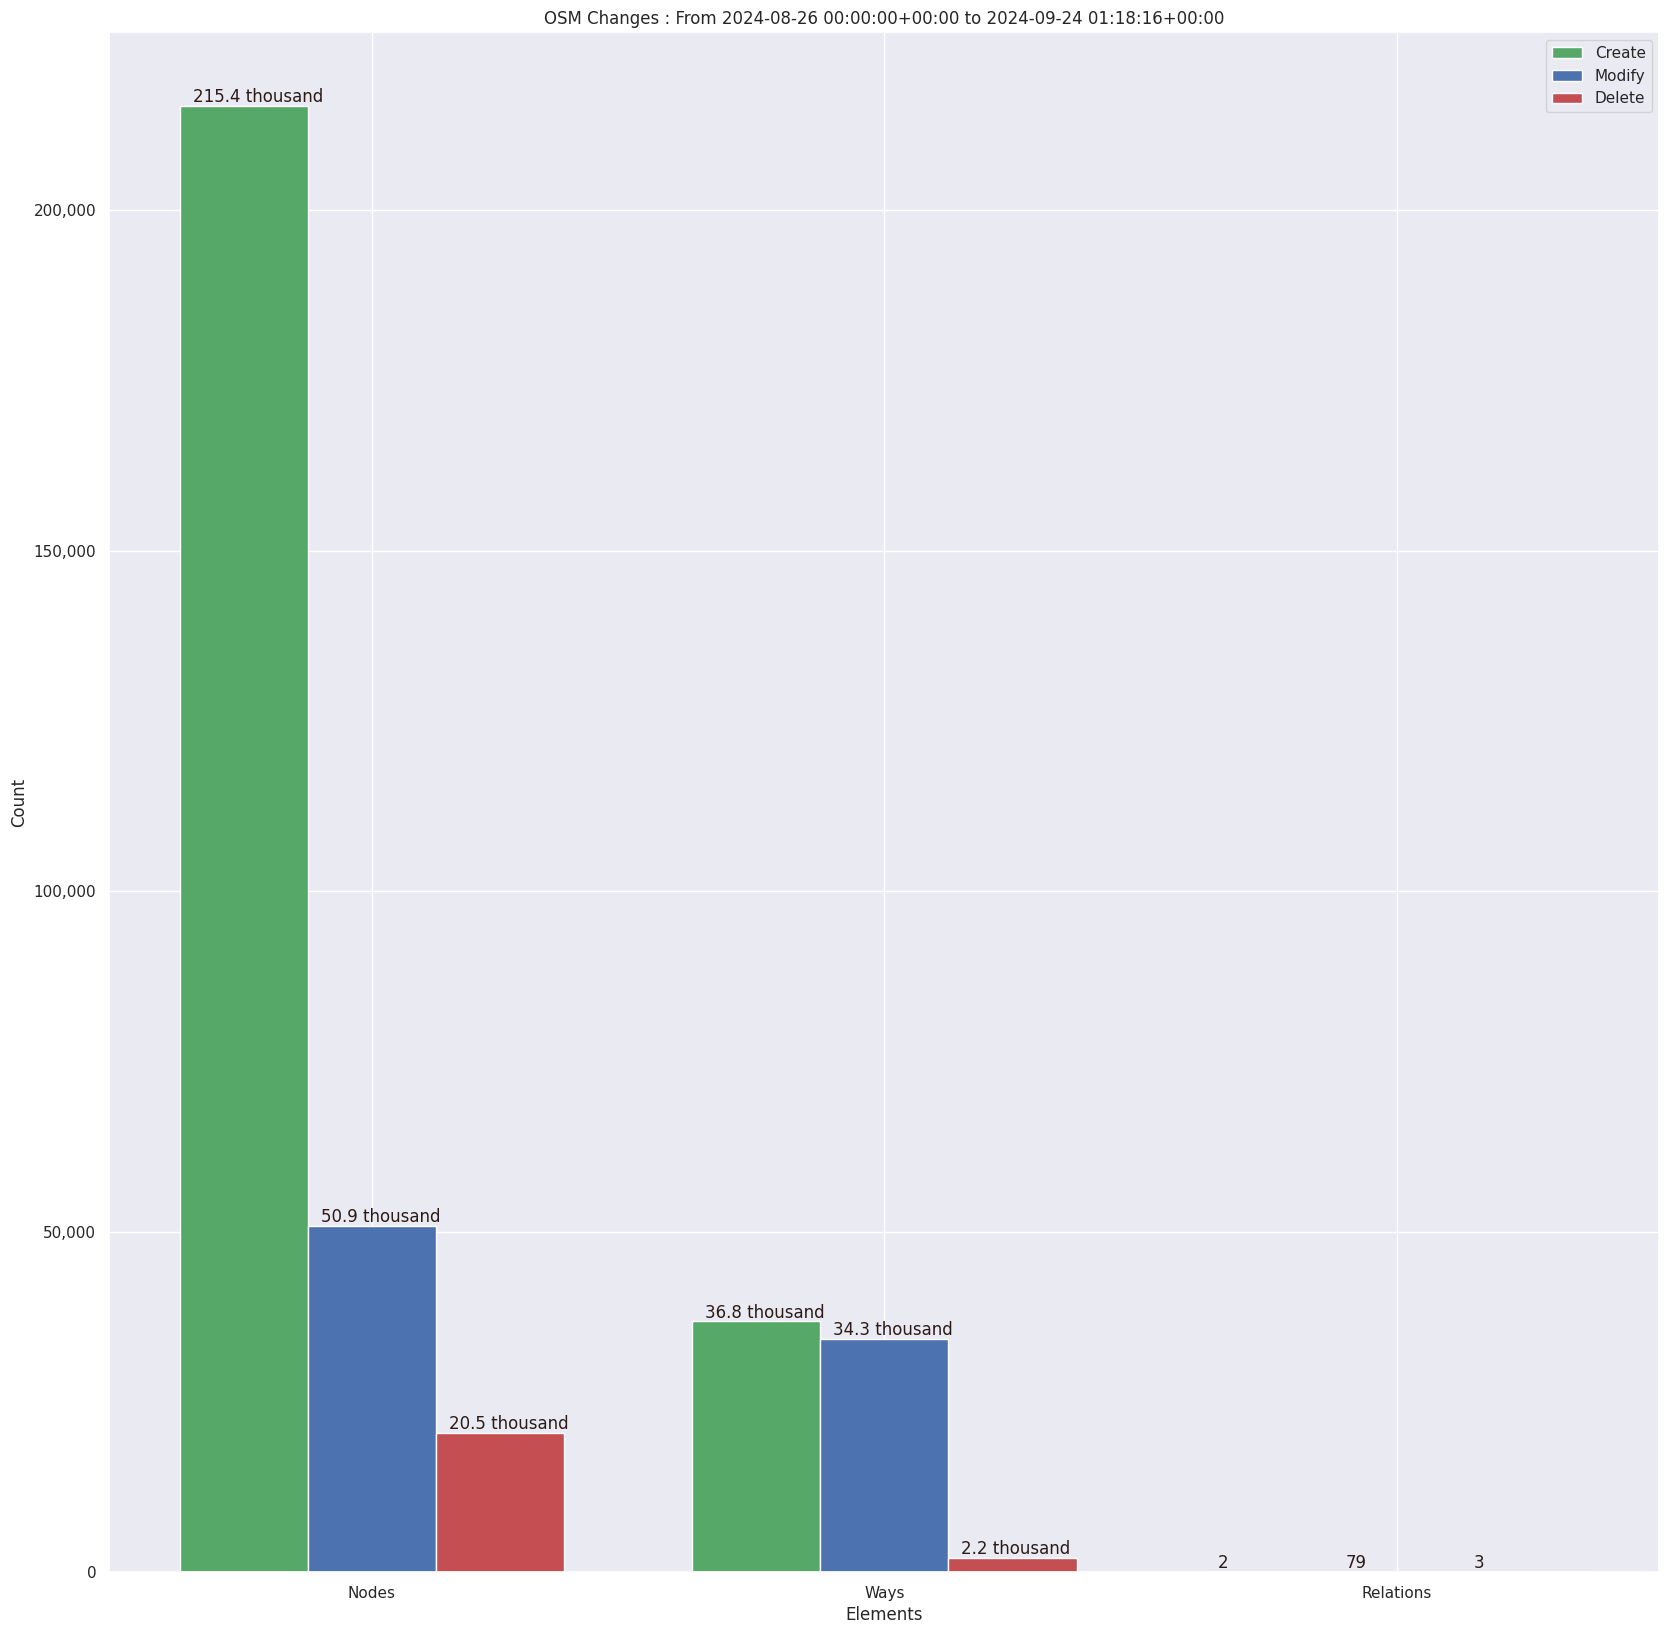 OSM Changes : From 2024-08-26 00:00:00+00:00 to 2024-09-24 01:18:16+00:00
Create
Modify
Delete
215.4 thousand
200,000
150,000
100,000
50,000
0
Count
50.9 thousand
20.5 thousand
36.8 thousand
34.3 thousand
2.2 thousand
2
79
3
Nodes
Ways
Relations
Elements